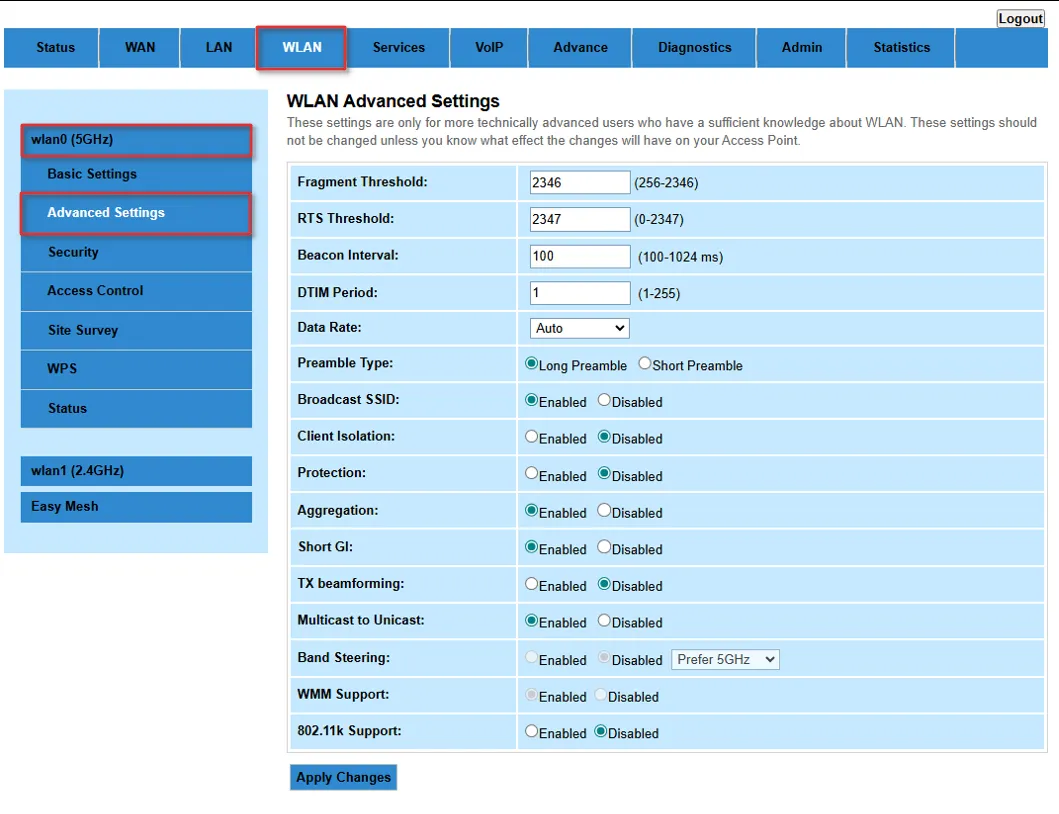 Logout
Status WAN LAN WLAN Services VoIP Advance Diagnostics Admin Statistics
wlan0 (5GHz)
Basic Settings
Advanced Settings
Security
Access Control
Site Survey
WPS
Status
wlan1 (2.4GHz)
Easy Mesh
WLAN Advanced Settings
These settings are only for more technically advanced users who have a sufficient knowledge about WLAN. These settings should
not be changed unless you know what effect the changes will have on your Access Point.
Fragment Threshold: 2346 (256-2346)
RTS Threshold: 2347 (0-2347)
Beacon Interval: 100 (100-1024 ms)
DTIM Period: 1 (1-255)
Data Rate: Auto
Preamble Type: Long Preamble Short Preamble
Broadcast SSID: Enabled Disabled
Client Isolation: Enabled Disabled
Protection: Enabled Disabled
Aggregation: Enabled Disabled
Short GI: Enabled Disabled
TX beamforming: Enabled Disabled
Multicast to Unicast: Enabled Disabled
Band Steering: Enabled Disabled Prefer 5GHz
WMM Support: Enabled Disabled
802.11k Support: Enabled Disabled
Apply Changes